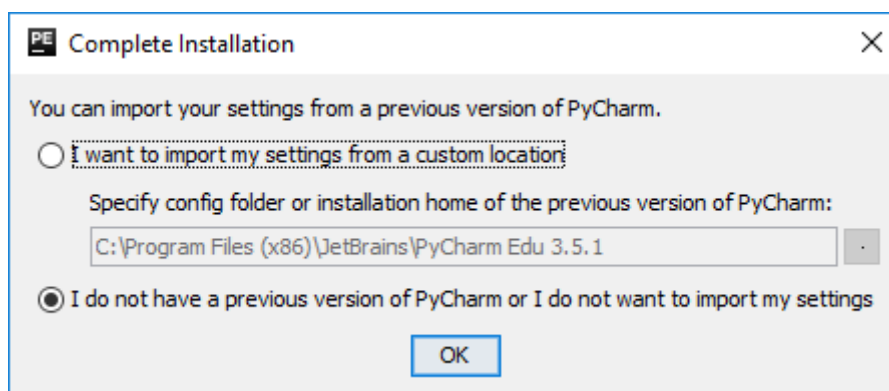 PE
Complete Installation
You can import your settings from a previous version of PyCharm.
I want to import my settings from a custom location
Specify config folder or installation home of the previous version of PyCharm:
C:\Program Files (x86)\JetBrains\PyCharm Edu 3.5.1
.
I do not have a previous version of PyCharm or I do not want to import my settings
OK